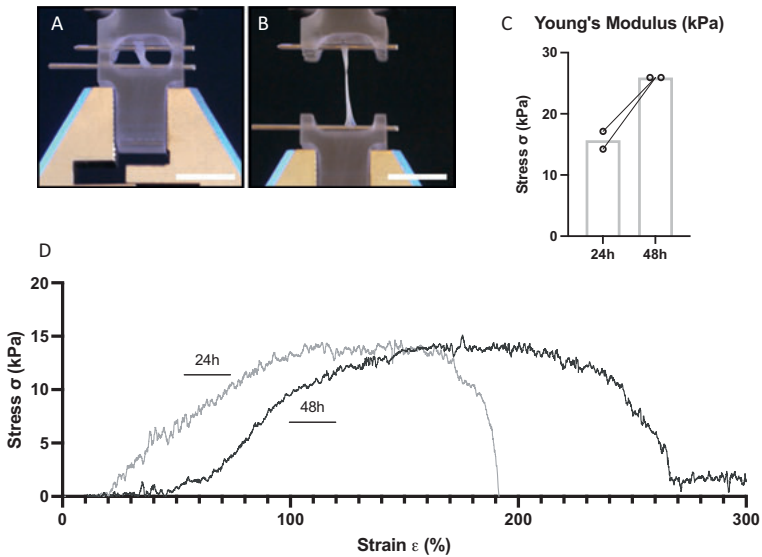 A
B
C Young's Modulus (kPa)
30
20
10
0
Stress σ (kPa)
24h 48h
D
20
15
10
5
0
Stress σ (kPa)
24h
48h
0 100 200 300
Strain ε (%)